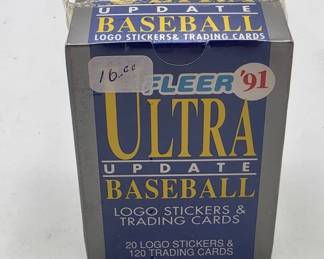 UPDATE
BASEBALL
LOGO STICKERS & TRADING CARDS
16.00
FLEER '91
ULTRA
UPDATE
BASEBALL
LOGO STICKERS &
TRADING CARDS
20 LOGO STICKERS &
120 TRADING CARDS